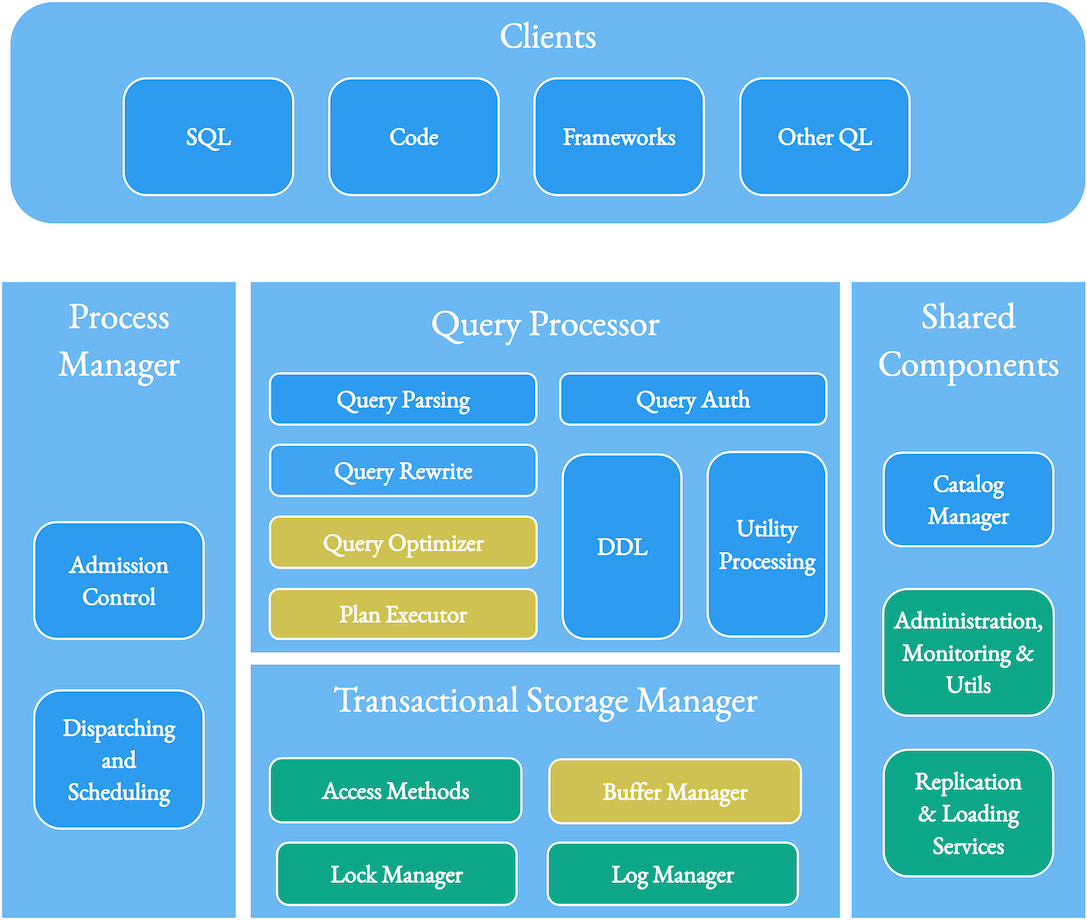 Clients
SQL
Code
Frameworks
Other QL
Process
Manager
Admission
Control
Dispatching
and
Scheduling
Query Processor
Query Parsing
Query Auth
Query Rewrite
Query Optimizer
Plan Executor
DDL
Utility
Processing
Transactional Storage Manager
Access Methods
Buffer Manager
Lock Manager
Log Manager
Shared
Components
Catalog
Manager
Administration,
Monitoring &
Utils
Replication
& Loading
Services